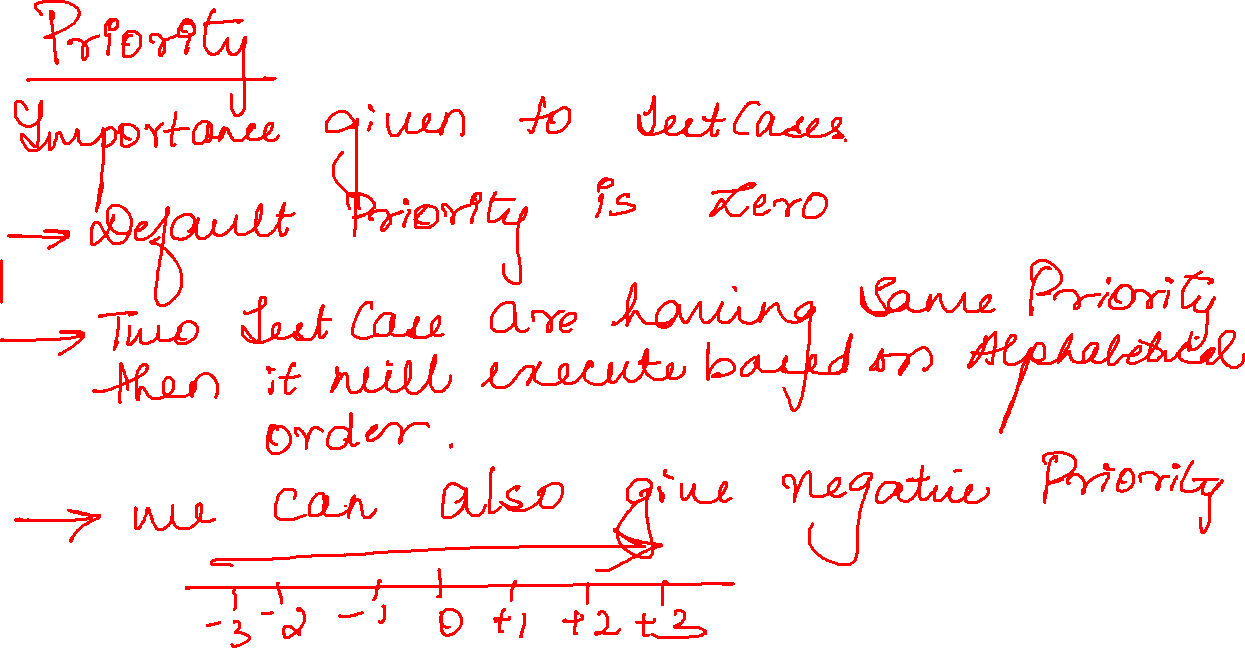 Priority
Importance given to Test Cases.
→ Default Priority is Zero
→ Two Test Case are having Same Priority
then it will execute based on Alphabetical
order.
→ we can also give negative Priority
-3 -2 -1 0 +1 +2 +3